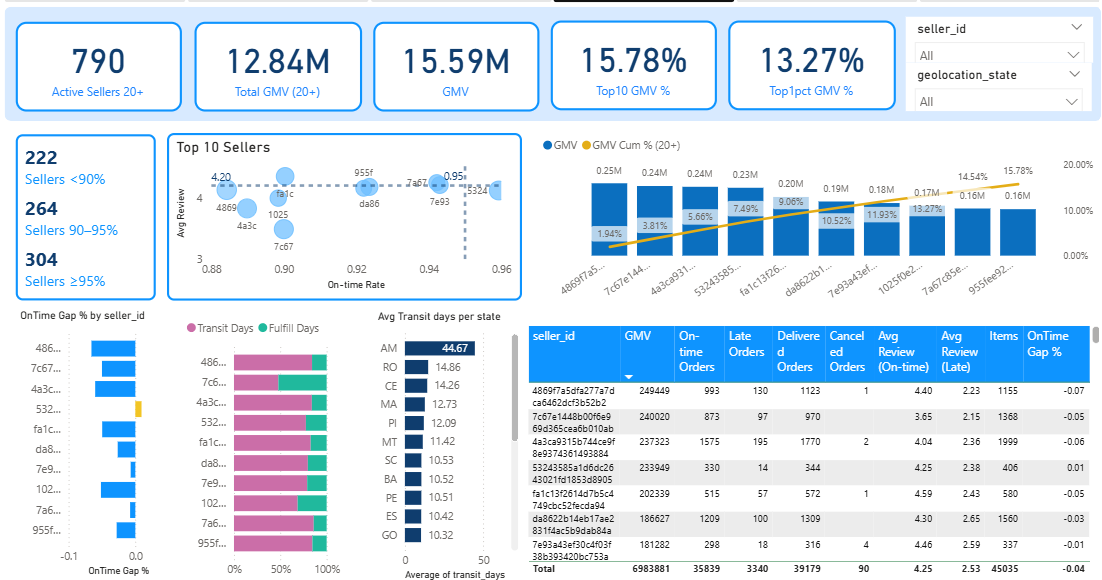 790
Active Sellers 20+
12.84M
Total GMV (20+)
15.59M
GMV
15.78%
Top10 GMV %
13.27%
Top1pct GMV %
seller_id
All
geolocation_state
All
222
Sellers <90%
264
Sellers 90–95%
304
Sellers ≥95%
Top 10 Sellers
Avg Review
4
3
4.20
0.95
4869
4a3c
fa1c
1025
7c67
955f
da86
7a67
7e93
5324
0.88 0.90 0.92 0.94 0.96
On-time Rate
GMV GMV Cum % (20+)
0.25M 0.24M 0.24M 0.23M 0.20M 0.19M 0.18M 0.17M 0.16M 0.16M
1.94% 3.81% 5.66% 7.49% 9.06% 10.52% 11.93% 13.27% 14.54% 15.78%
20.00%
10.00%
0.00%
4869f7a5... 7c67e144... 4a3ca931... 53243585... fa1c13f26... da8622b1... 7e93a43ef... 1025f0e2... 7a67c85e... 955fee92...
OnTime Gap % by seller_id
486...
7c67...
4a3c...
532...
fa1c...
da8...
7e9...
102...
7a6...
955f...
-0.1 0.0
OnTime Gap %
Transit Days Fulfill Days
486...
7c6...
4a3c...
532...
fa1c...
da8...
7e9...
102...
7a6...
955f...
0% 50% 100%
Avg Transit days per state
AM 44.67
RO 14.86
CE 14.26
MA 12.73
PI 12.09
MT 11.42
SC 10.53
BA 10.52
PE 10.51
ES 10.42
GO 10.32
0 50
Average of transit_days
seller_id GMV On-time Orders Late Orders Delivered Orders Canceled Orders Avg Review (On-time) Avg Review (Late) Items OnTime Gap %
4869f7a5dfa277a7dca6462dcf3b52b2 249449 993 130 1123 1 4.40 2.23 1155 -0.07
7c67e1448b00f6e969d365cea6b010ab 240020 873 97 970 3.65 2.15 1368 -0.05
4a3ca9315b744ce9f8e9374361493884 237323 1575 195 1770 2 4.04 2.36 1999 -0.06
53243585a1d6dc2643021fd1853d8905 233949 330 14 344 4.25 2.38 406 0.01
fa1c13f2614d7b5c4749cbc52fecda94 202339 515 57 572 1 4.59 2.43 580 -0.05
da8622b14eb17ae2831f4ac5b9dab84a 186627 1209 100 1309 4.30 2.65 1560 -0.03
7e93a43ef30c4f03f38b393420bc753a 181282 298 18 316 4 4.46 2.59 337 -0.01
Total 6983881 35839 3340 39179 90 4.25 2.53 45035 -0.04